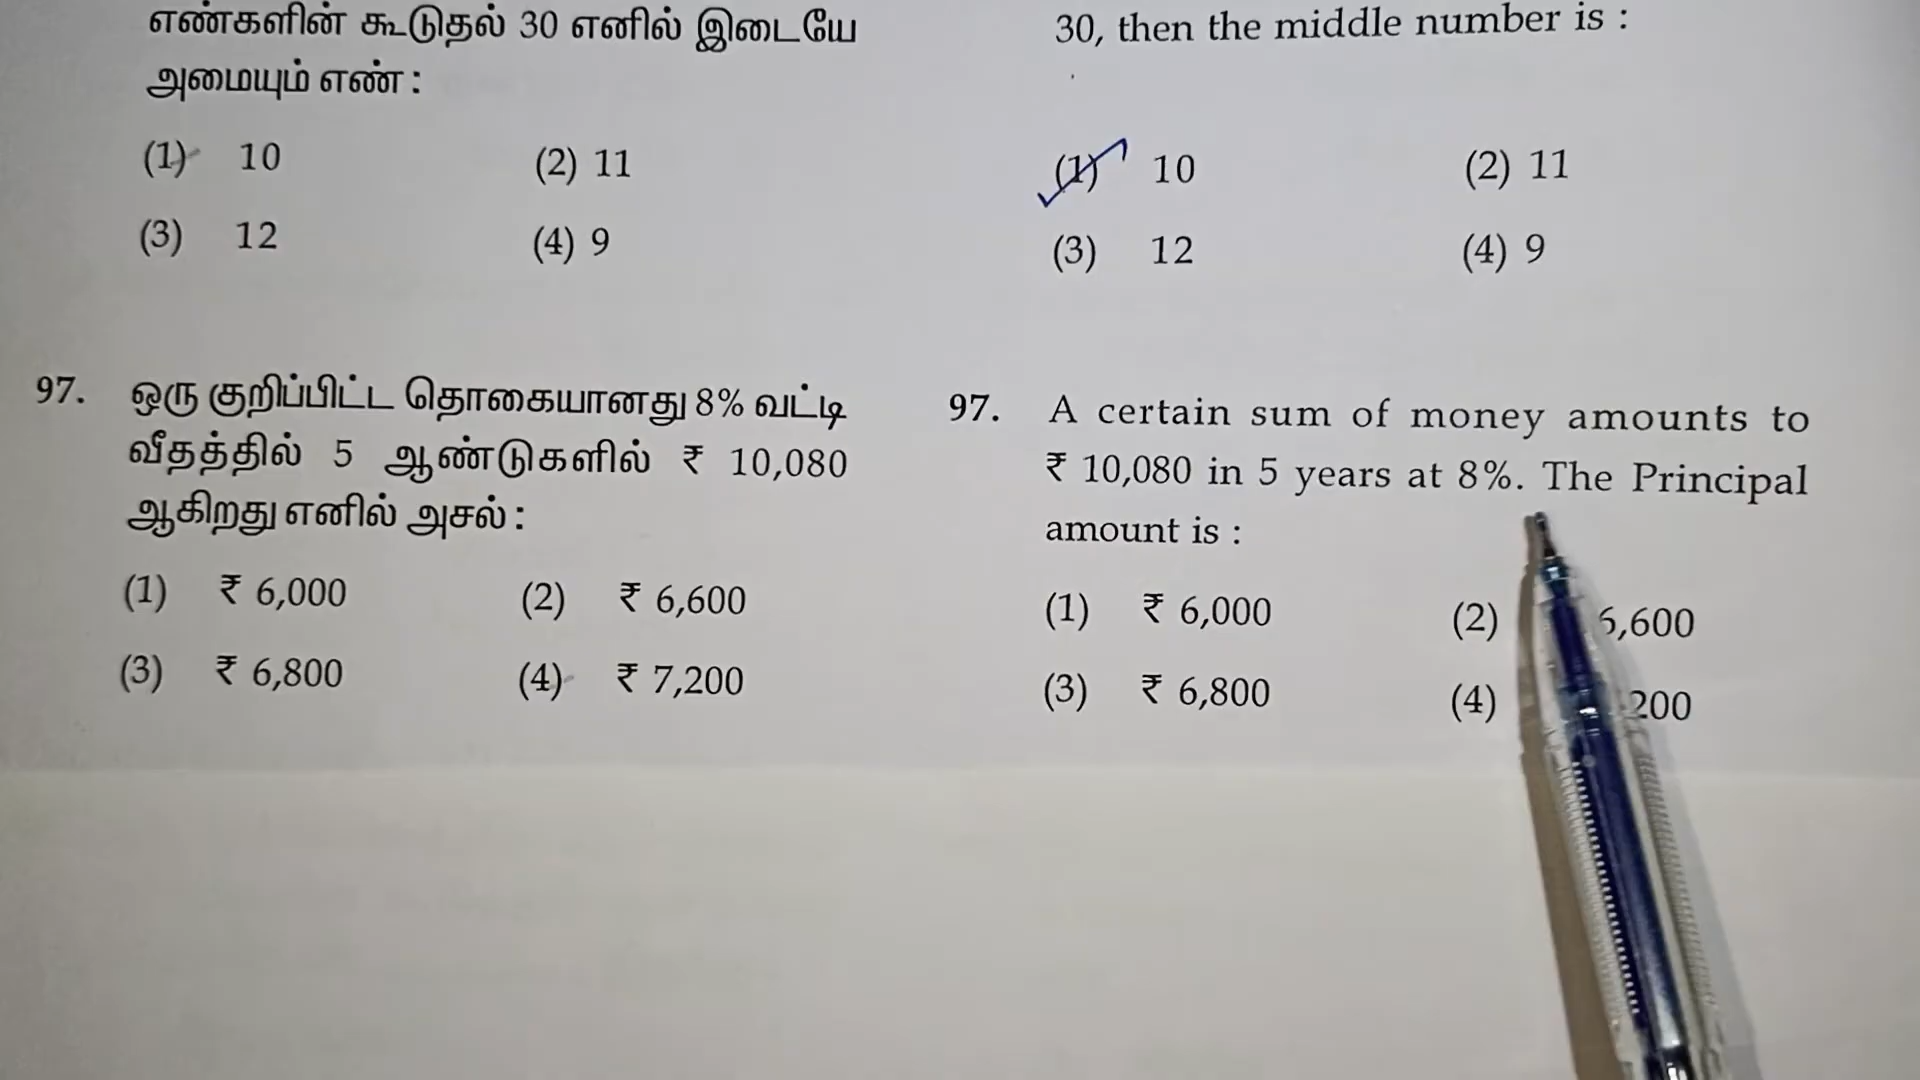 எண்களின் கூடுதல் 30 எனில் இடையே
அமையும் எண் :
(1) 10 (2) 11
(3) 12 (4) 9
97. ஒரு குறிப்பிட்ட தொகையானது 8% வட்டி
வீதத்தில் 5 ஆண்டுகளில் ₹ 10,080
ஆகிறது எனில் அசல் :
(1) ₹ 6,000 (2) ₹ 6,600
(3) ₹ 6,800 (4) ₹ 7,200
30, then the middle number is :
(1) 10 (2) 11
(3) 12 (4) 9
97. A certain sum of money amounts to
₹ 10,080 in 5 years at 8%. The Principal
amount is :
(1) ₹ 6,000 (2) 6,600
(3) ₹ 6,800 (4) 200